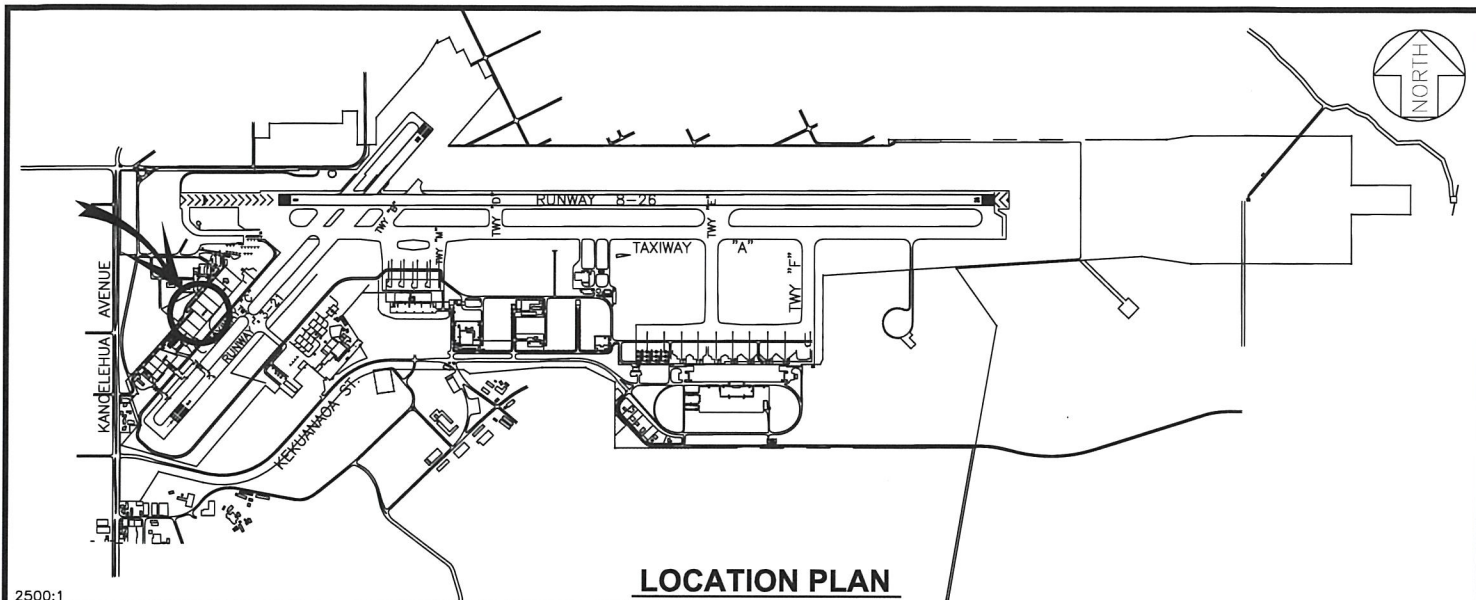 NORTH
RUNWAY 8-26
TWY "B"
TWY "D"
TWY "E"
TWY "M"
TAXIWAY "A"
TWY "F"
KANOELEHUA AVENUE
"C"
RUNWAY 3-21
KEKUANAOA ST.
LOCATION PLAN
2500:1